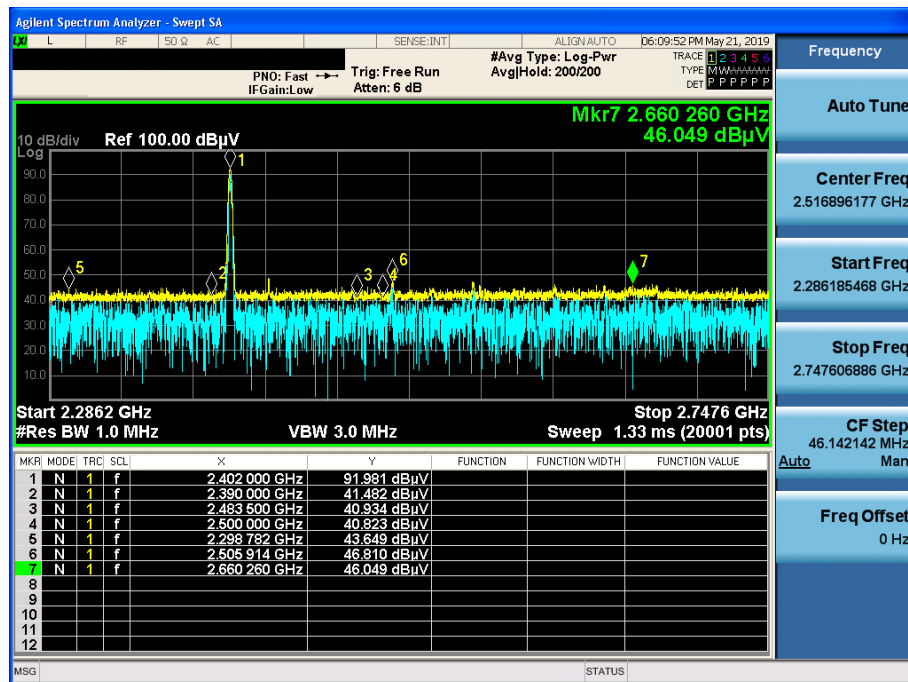 Agilent Spectrum Analyzer - Swept SA
LXI L RF 50 Ω AC SENSE:INT ALIGN AUTO 06:09:52 PM May 21, 2019
PNO: Fast Trig: Free Run #Avg Type: Log-Pwr TRACE 1 2 3 4 5 6
IFGain:Low Atten: 6 dB Avg|Hold: 200/200 TYPE M
DET P P P P P P
Mkr7 2.660 260 GHz
46.049 dBµV
10 dB/div Ref 100.00 dBµV
Log
90.0
80.0
70.0
60.0
50.0
40.0
30.0
20.0
10.0
1
5
2
3
4
6
7
Start 2.2862 GHz Stop 2.7476 GHz
#Res BW 1.0 MHz VBW 3.0 MHz Sweep 1.33 ms (20001 pts)
MKR MODE TRC SCL X Y FUNCTION FUNCTION WIDTH FUNCTION VALUE
1 N 1 f 2.402 000 GHz 91.981 dBµV
2 N 1 f 2.390 000 GHz 41.482 dBµV
3 N 1 f 2.483 500 GHz 40.934 dBµV
4 N 1 f 2.500 000 GHz 40.823 dBµV
5 N 1 f 2.298 782 GHz 43.649 dBµV
6 N 1 f 2.505 914 GHz 46.810 dBµV
7 N 1 f 2.660 260 GHz 46.049 dBµV
8
9
10
11
12
MSG STATUS
Frequency
Auto Tune
Center Freq
2.516896177 GHz
Start Freq
2.286185468 GHz
Stop Freq
2.747606886 GHz
CF Step
46.142142 MHz
Auto Man
Freq Offset
0 Hz